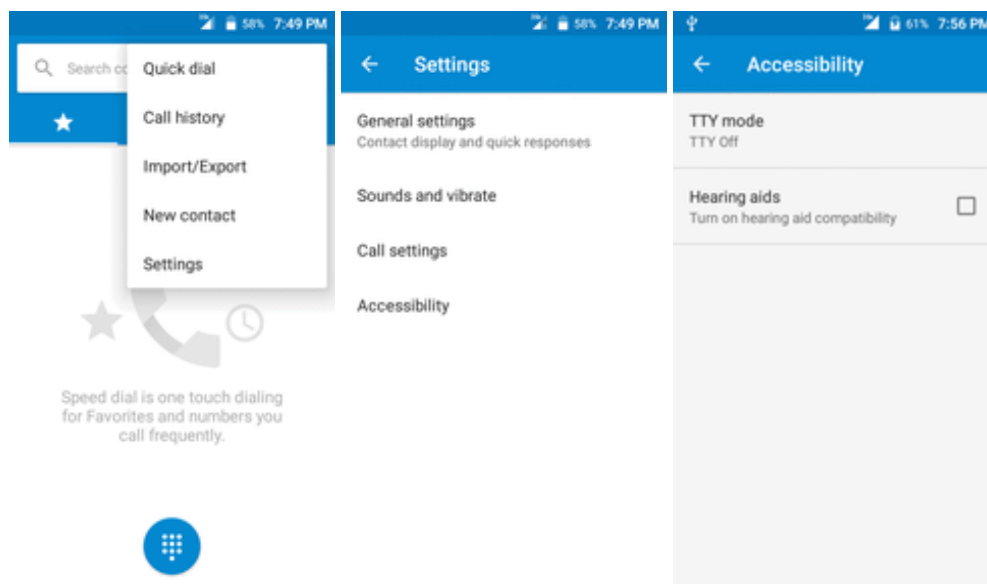 58% 7:49 PM
Search co
Quick dial
Call history
Import/Export
New contact
Settings
Speed dial is one touch dialing
for Favorites and numbers you
call frequently.
58% 7:49 PM
Settings
General settings
Contact display and quick responses
Sounds and vibrate
Call settings
Accessibility
61% 7:56 PM
Accessibility
TTY mode
TTY Off
Hearing aids
Turn on hearing aid compatibility